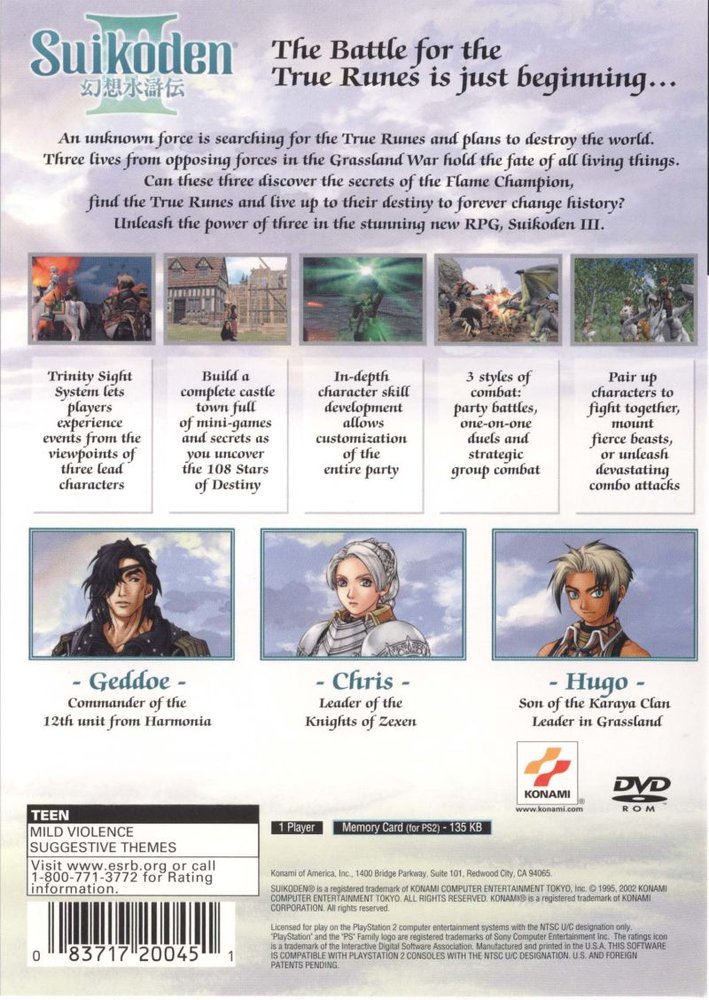 Suikoden®
III
幻想水滸伝
The Battle for the
True Runes is just beginning...
An unknown force is searching for the True Runes and plans to destroy the world.
Three lives from opposing forces in the Grassland War hold the fate of all living things.
Can these three discover the secrets of the Flame Champion,
find the True Runes and live up to their destiny to forever change history?
Unleash the power of three in the stunning new RPG, Suikoden III.
Trinity Sight
System lets
players
experience
events from the
viewpoints of
three lead
characters
Build a
complete castle
town full
of mini-games
and secrets as
you uncover
the 108 Stars
of Destiny
In-depth
character skill
development
allows
customization
of the
entire party
3 styles of
combat:
party battles,
one-on-one
duels and
strategic
group combat
Pair up
characters to
fight together,
mount
fierce beasts,
or unleash
devastating
combo attacks
- Geddoe -
Commander of the
12th unit from Harmonia
- Chris -
Leader of the
Knights of Zexen
- Hugo -
Son of the Karaya Clan
Leader in Grassland
KONAMI®
www.konami.com
DVD
ROM
TEEN
MILD VIOLENCE
SUGGESTIVE THEMES
Visit www.esrb.org or call
1-800-771-3772 for Rating
information.
1 Player
Memory Card (for PS2) - 135 KB
Konami of America, Inc., 1400 Bridge Parkway, Suite 101, Redwood City, CA 94065.
SUIKODEN® is a registered trademark of KONAMI COMPUTER ENTERTAINMENT TOKYO, Inc. © 1995, 2002 KONAMI
COMPUTER ENTERTAINMENT TOKYO. ALL RIGHTS RESERVED. KONAMI® is a registered trademark of KONAMI
CORPORATION. All rights reserved.
Licensed for play on the PlayStation 2 computer entertainment systems with the NTSC U/C designation only.
"PlayStation" and the "PS" Family logo are registered trademarks of Sony Computer Entertainment Inc. The ratings icon
is a trademark of the Interactive Digital Software Association. Manufactured and printed in the U.S.A. THIS SOFTWARE
IS COMPATIBLE WITH PLAYSTATION 2 CONSOLES WITH THE NTSC U/C DESIGNATION. U.S. AND FOREIGN
PATENTS PENDING.
0 83717 20045 1